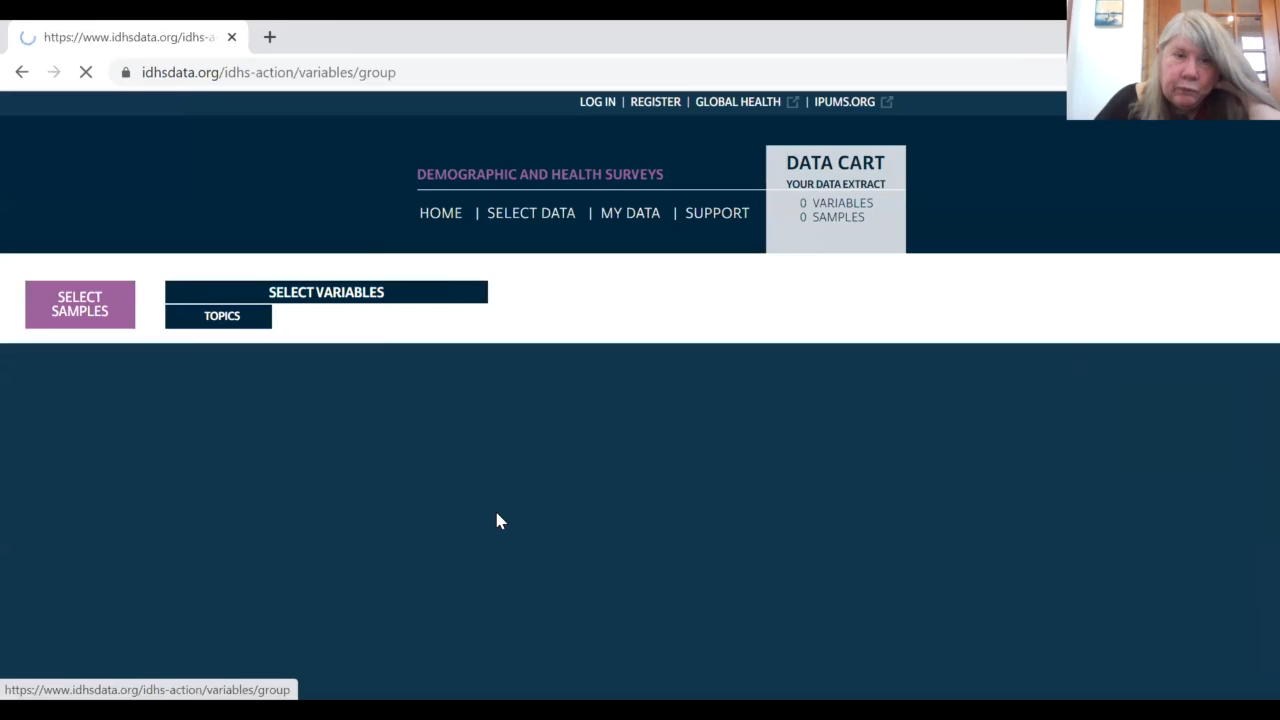 https://www.idhsdata.org/idhs-a
idhsdata.org/idhs-action/variables/group
LOG IN | REGISTER | GLOBAL HEALTH | IPUMS.ORG
DEMOGRAPHIC AND HEALTH SURVEYS
HOME | SELECT DATA | MY DATA | SUPPORT
DATA CART
YOUR DATA EXTRACT
0 VARIABLES
0 SAMPLES
SELECT
SAMPLES
SELECT VARIABLES
TOPICS
https://www.idhsdata.org/idhs-action/variables/group